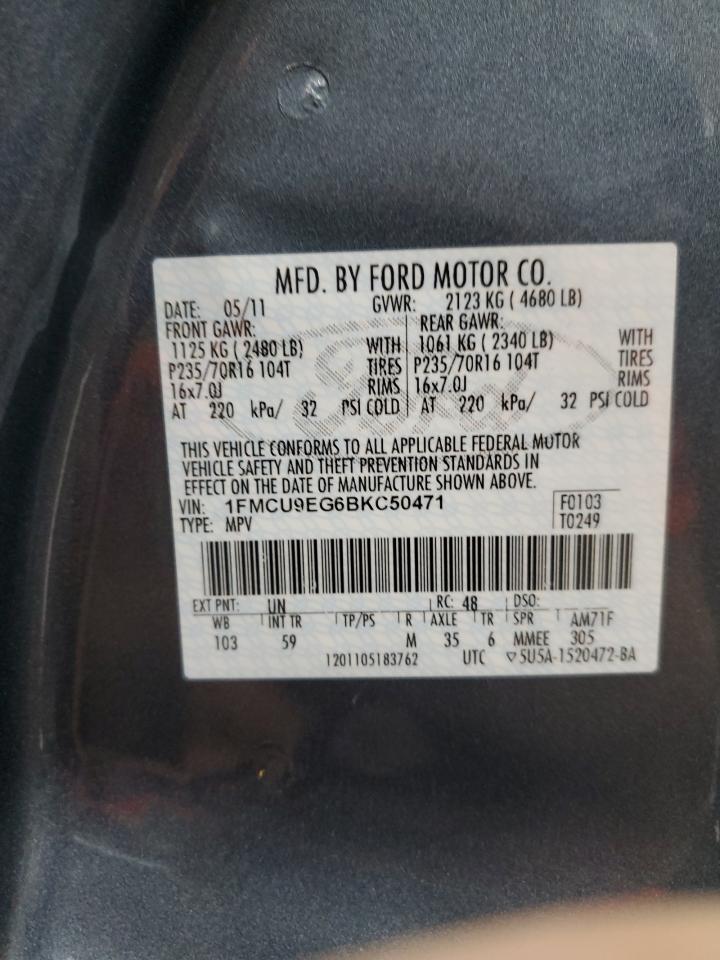 MFD. BY FORD MOTOR CO.
DATE: 05/11 GVWR: 2123 KG ( 4680 LB)
FRONT GAWR: REAR GAWR:
1125 KG ( 2480 LB) WITH 1061 KG ( 2340 LB) WITH
P235/70R16 104T TIRES P235/70R16 104T TIRES
16x7.0J RIMS 16x7.0J RIMS
AT 220 kPa/ 32 PSI COLD AT 220 kPa/ 32 PSI COLD
Ford
THIS VEHICLE CONFORMS TO ALL APPLICABLE FEDERAL MOTOR
VEHICLE SAFETY AND THEFT PREVENTION STANDARDS IN
EFFECT ON THE DATE OF MANUFACTURE SHOWN ABOVE.
VIN: 1FMCU9EG6BKC50471 F0103
TYPE: MPV T0249
EXT PNT: UN RC: 48 DSO:
WB INT TR TP/PS R AXLE TR SPR AM71F
103 59 M 35 6 MMEE 305
1201105183762 UTC ▽5U5A-1520472-BA